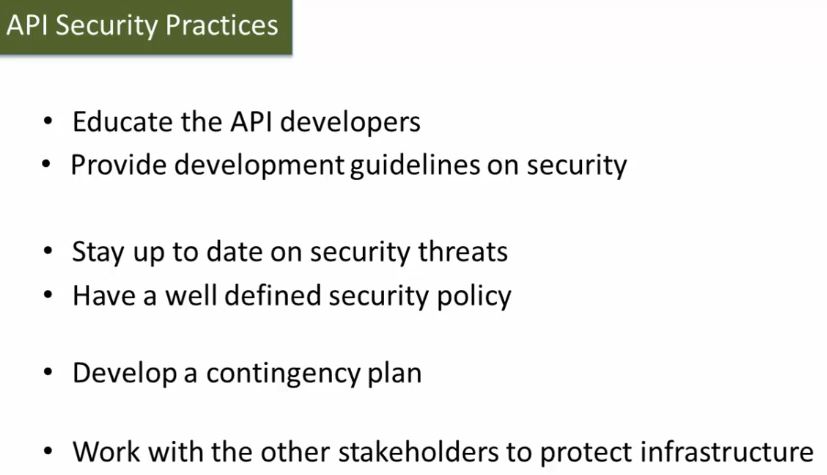 API Security Practices
• Educate the API developers
• Provide development guidelines on security
• Stay up to date on security threats
• Have a well defined security policy
• Develop a contingency plan
• Work with the other stakeholders to protect infrastructure